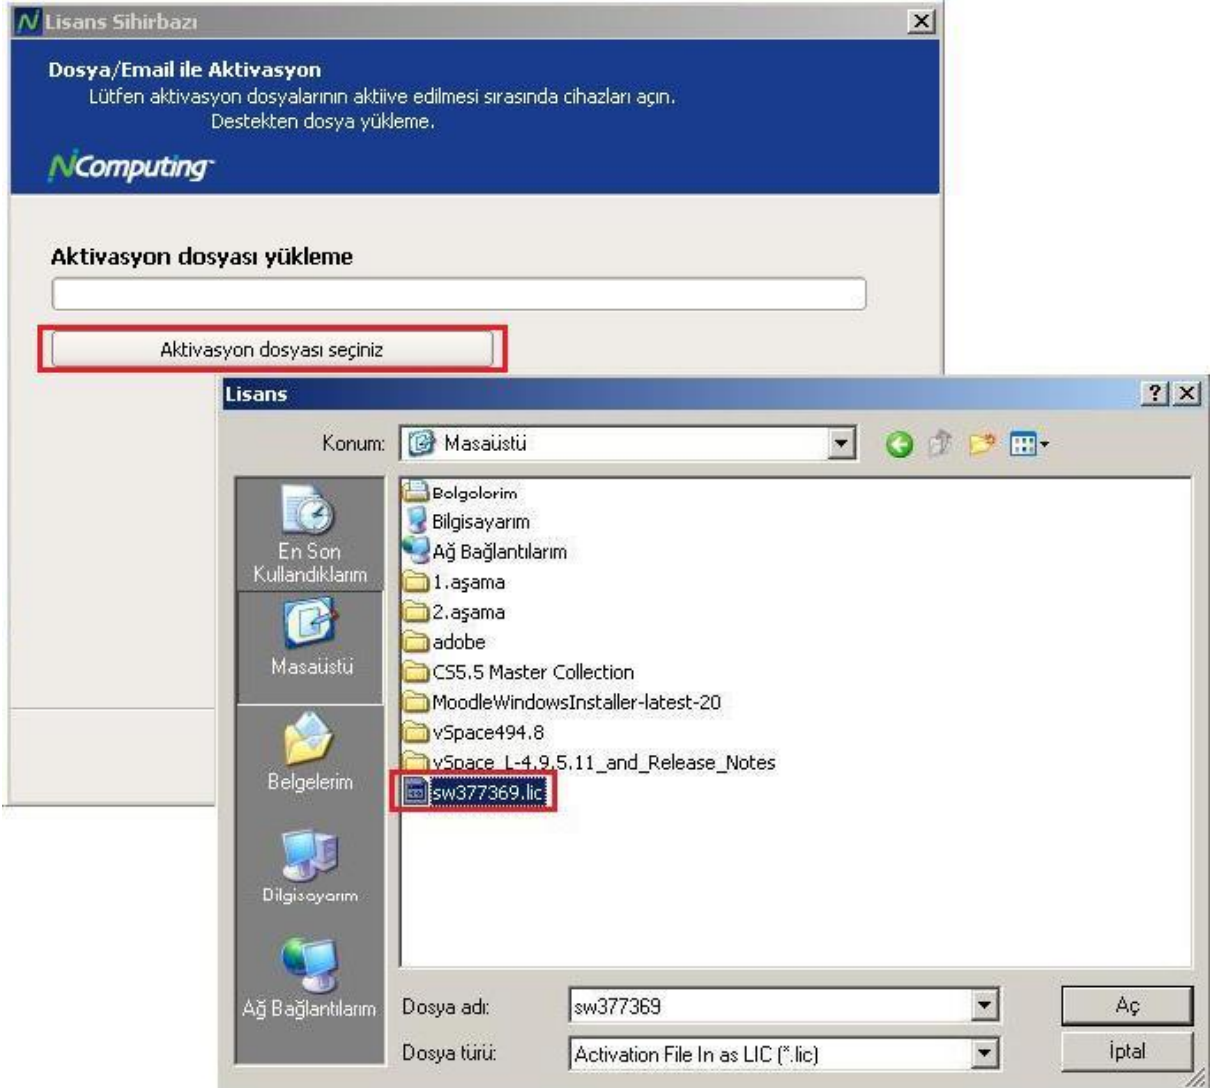 Lisans Sihirbazı
Dosya/Email ile Aktivasyon
Lütfen aktivasyon dosyalarının aktiive edilmesi sırasında cihazları açın.
Destekten dosya yükleme.
NComputing
Aktivasyon dosyası yükleme
Aktivasyon dosyası seçiniz
Lisans
Konum:
Masaüstü
Belgelerim
Bilgisayarım
Ağ Bağlantılarım
1.aşama
2.aşama
adobe
CS5.5 Master Collection
MoodleWindowsInstaller-latest-20
vSpace494.8
vSpace_L-4.9.5.11_and_Release_Notes
sw377369.lic
En Son
Kullandıklarım
Masaüstü
Belgelerim
Bilgisayarım
Ağ Bağlantılarım
Dosya adı:
sw377369
Aç
Dosya türü:
Activation File In as LIC (*.lic)
İptal